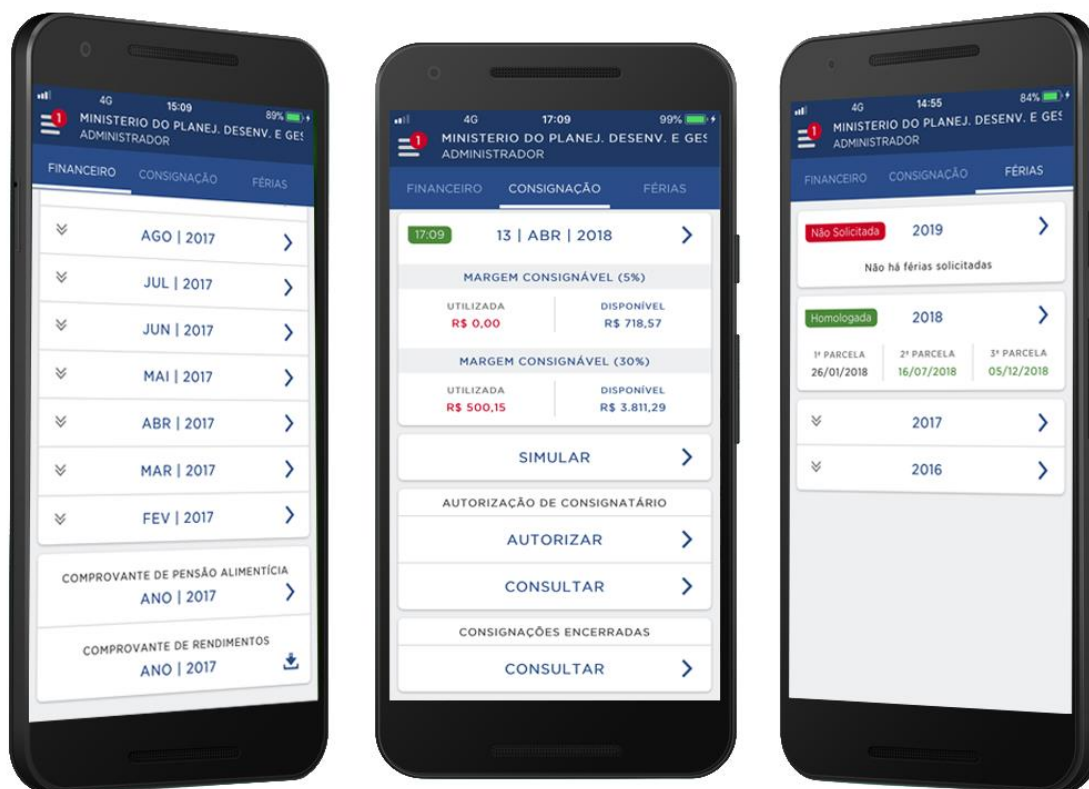 4G 15:09 89%
1
MINISTERIO DO PLANEJ. DESENV. E GES
ADMINISTRADOR
FINANCEIRO CONSIGNAÇÃO FÉRIAS
AGO | 2017
JUL | 2017
JUN | 2017
MAI | 2017
ABR | 2017
MAR | 2017
FEV | 2017
COMPROVANTE DE PENSÃO ALIMENTÍCIA
ANO | 2017
COMPROVANTE DE RENDIMENTOS
ANO | 2017
4G 17:09 99%
1
MINISTERIO DO PLANEJ. DESENV. E GES
ADMINISTRADOR
FINANCEIRO CONSIGNAÇÃO FÉRIAS
17:09 13 | ABR | 2018
MARGEM CONSIGNÁVEL (5%)
UTILIZADA DISPONÍVEL
R$ 0,00 R$ 718,57
MARGEM CONSIGNÁVEL (30%)
UTILIZADA DISPONÍVEL
R$ 500,15 R$ 3.811,29
SIMULAR
AUTORIZAÇÃO DE CONSIGNATÁRIO
AUTORIZAR
CONSULTAR
CONSIGNAÇÕES ENCERRADAS
CONSULTAR
4G 14:55 84%
1
MINISTERIO DO PLANEJ. DESENV. E GES
ADMINISTRADOR
FINANCEIRO CONSIGNAÇÃO FÉRIAS
Não Solicitada 2019
Não há férias solicitadas
Homologada 2018
1ª PARCELA 2ª PARCELA 3ª PARCELA
26/01/2018 16/07/2018 05/12/2018
2017
2016